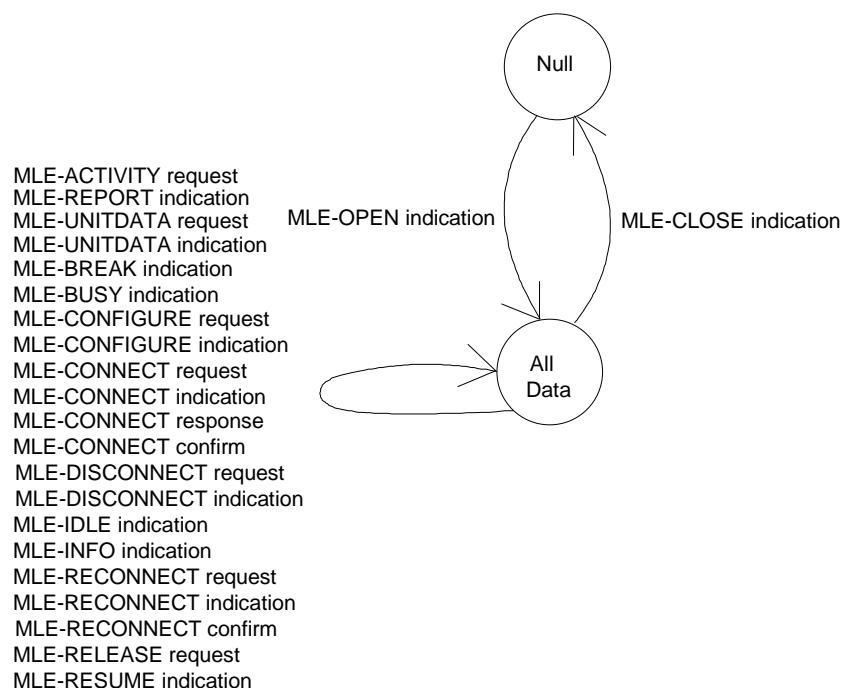 Null
MLE-ACTIVITY request
MLE-REPORT indication
MLE-UNITDATA request
MLE-UNITDATA indication
MLE-BREAK indication
MLE-BUSY indication
MLE-CONFIGURE request
MLE-CONFIGURE indication
MLE-CONNECT request
MLE-CONNECT indication
MLE-CONNECT response
MLE-CONNECT confirm
MLE-DISCONNECT request
MLE-DISCONNECT indication
MLE-IDLE indication
MLE-INFO indication
MLE-RECONNECT request
MLE-RECONNECT indication
MLE-RECONNECT confirm
MLE-RELEASE request
MLE-RESUME indication
MLE-OPEN indication
MLE-CLOSE indication
All
Data